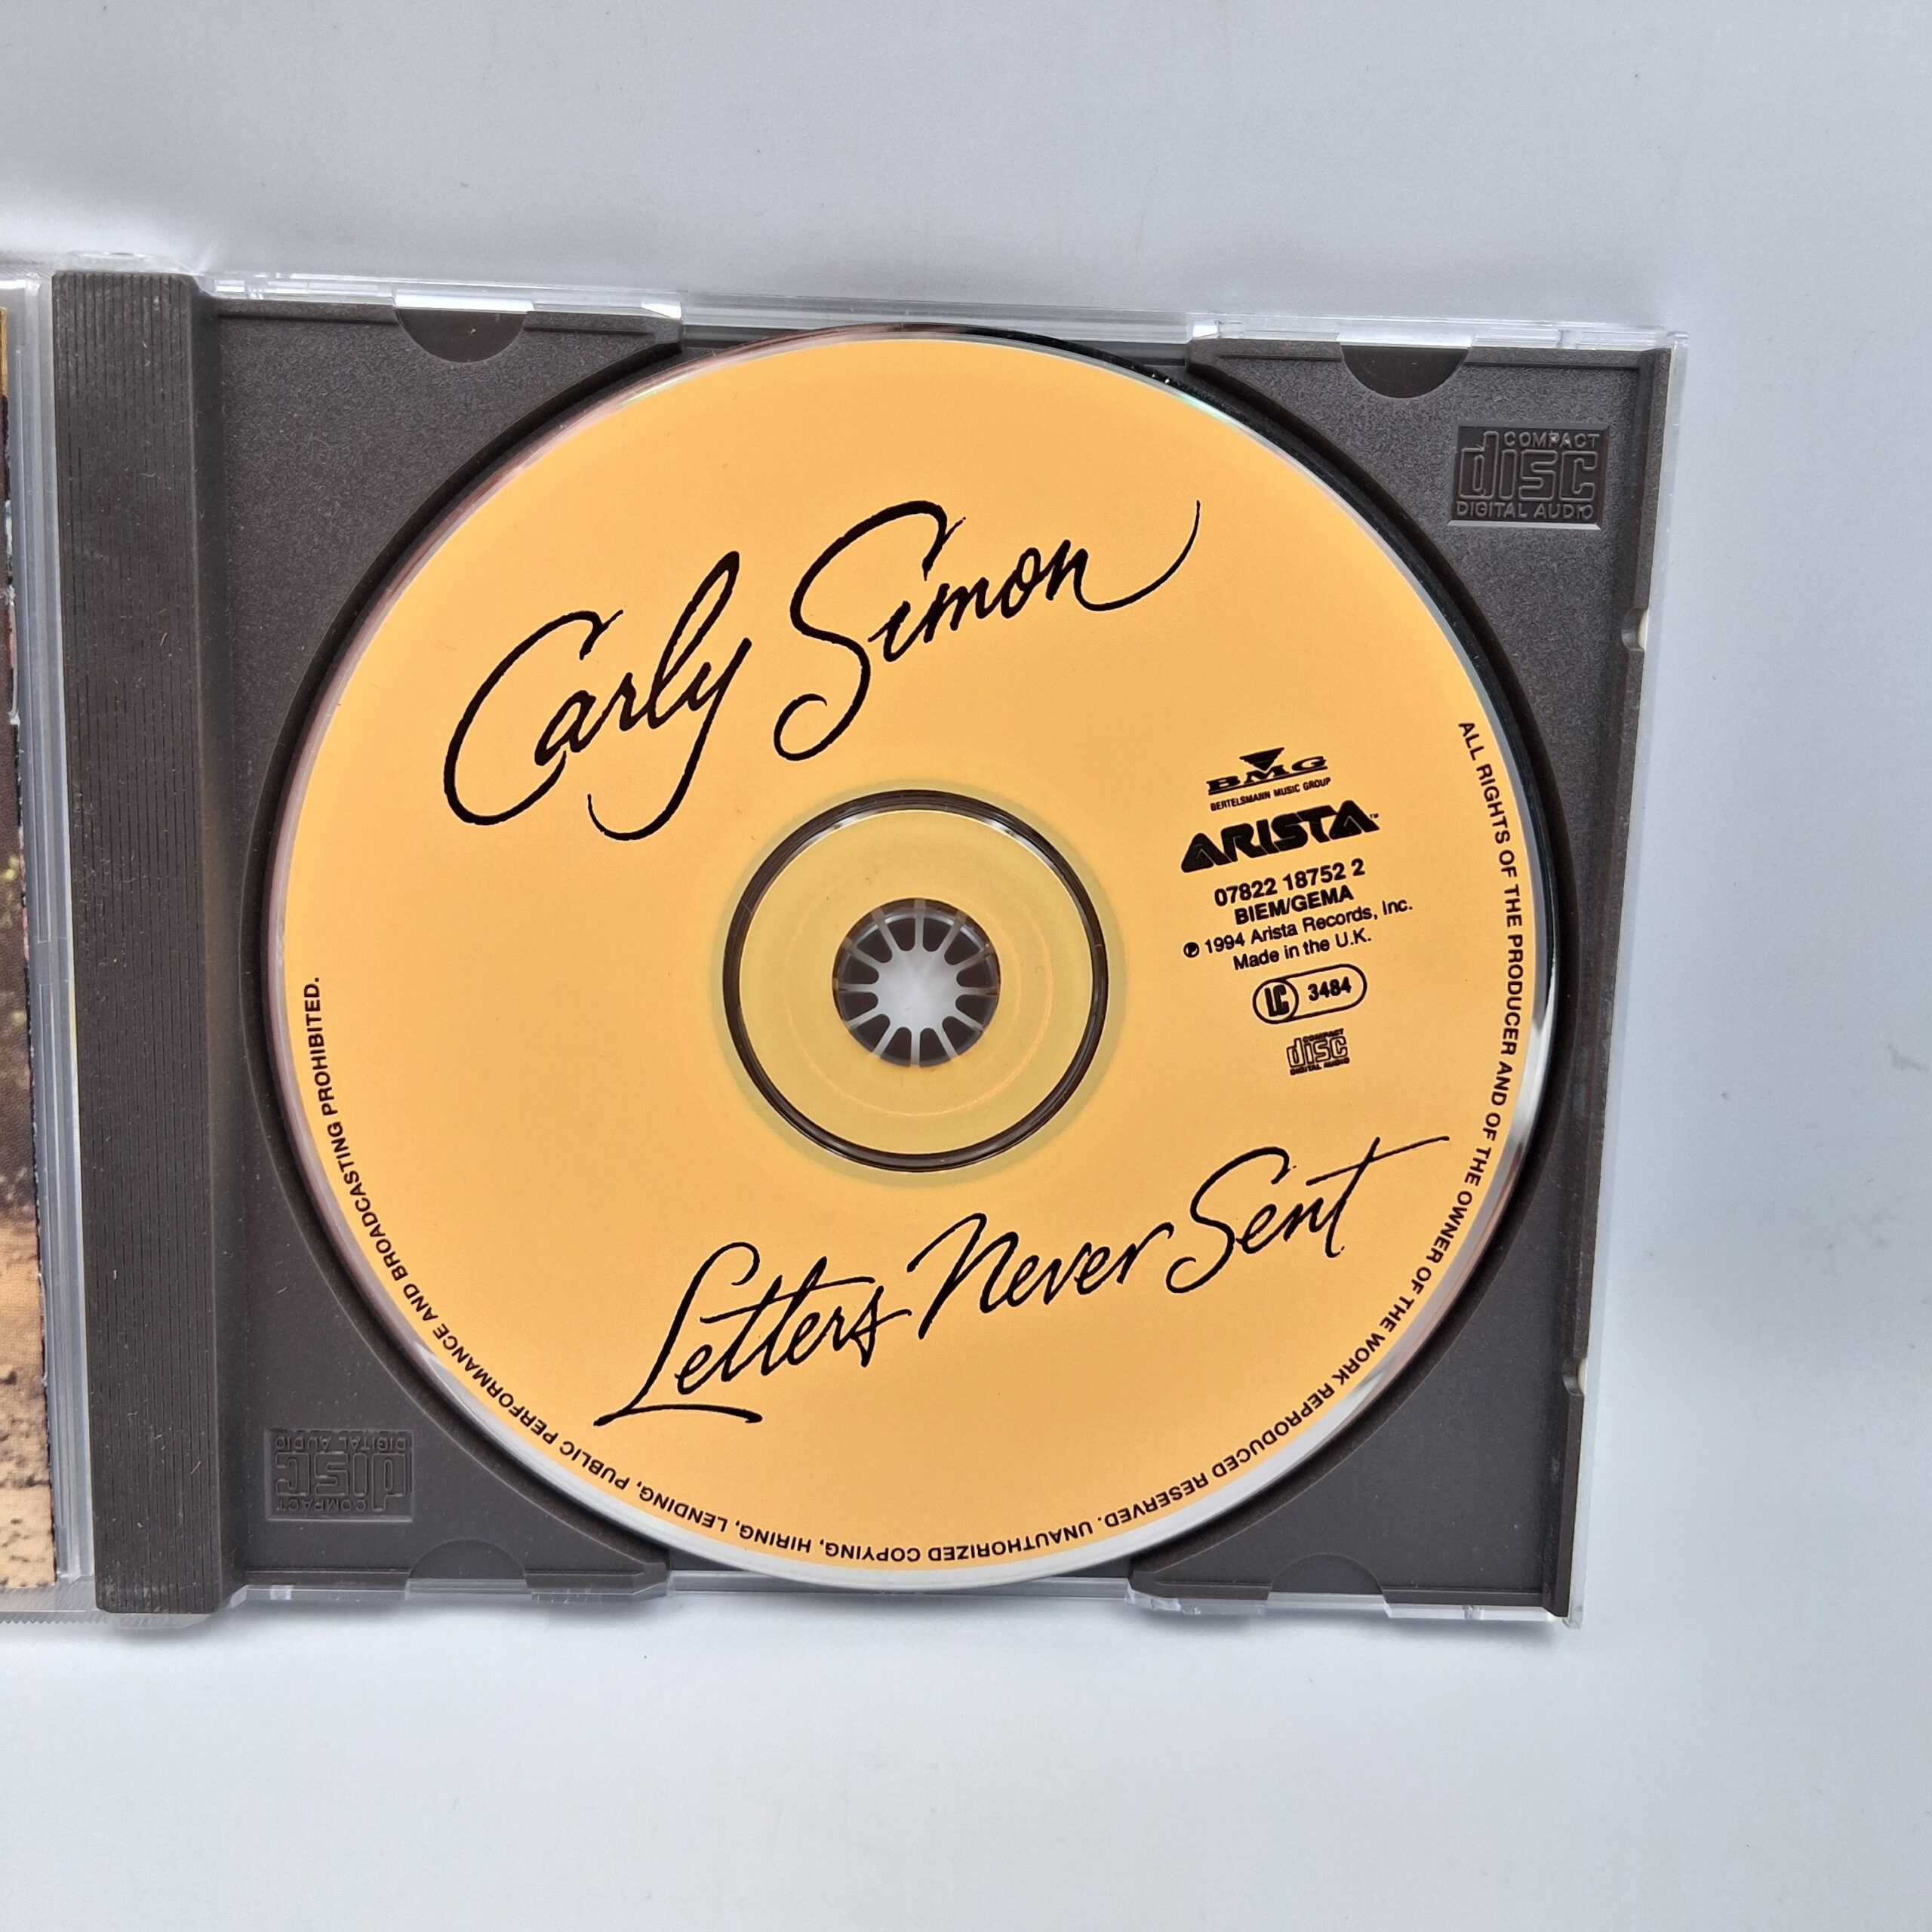 COMPACT
disc
DIGITAL AUDIO
Carly Simon
BMG
BERTELSMANN MUSIC GROUP
ARISTA™
07822 18752 2
BIEM/GEMA
℗ 1994 Arista Records, Inc.
Made in the U.K.
LC 3484
COMPACT
disc
DIGITAL AUDIO
Letters Never Sent
ALL RIGHTS OF THE PRODUCER AND OF THE OWNER OF THE WORK REPRODUCED RESERVED. UNAUTHORIZED COPYING, HIRING, LENDING, PUBLIC PERFORMANCE AND BROADCASTING PROHIBITED.
COMPACT
disc
DIGITAL AUDIO